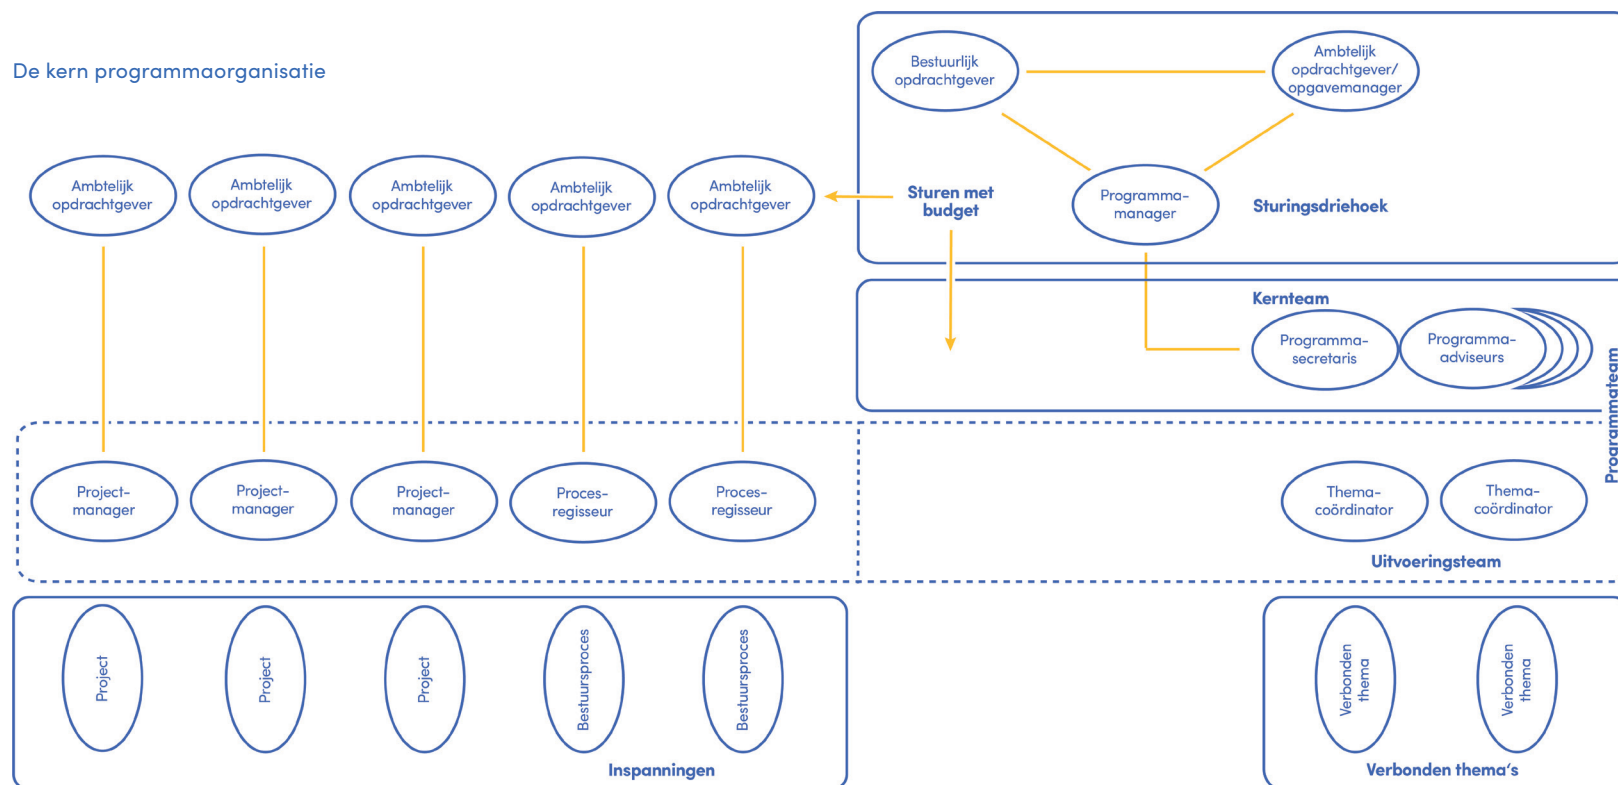 De kern programmaorganisatie
Bestuurlijk
opdrachtgever
Ambtelijk
opdrachtgever/
opgavemanager
Programma-
manager
Sturingsdriehoek
Sturen met
budget
Ambtelijk
opdrachtgever
Ambtelijk
opdrachtgever
Ambtelijk
opdrachtgever
Ambtelijk
opdrachtgever
Ambtelijk
opdrachtgever
Kernteam
Programma-
secretaris
Programma-
adviseurs
Programmateam
Project-
manager
Project-
manager
Project-
manager
Proces-
regisseur
Proces-
regisseur
Thema-
coördinator
Thema-
coördinator
Uitvoeringsteam
Project
Project
Project
Bestuursproces
Bestuursproces
Inspanningen
Verbonden
thema
Verbonden
thema
Verbonden thema‘s